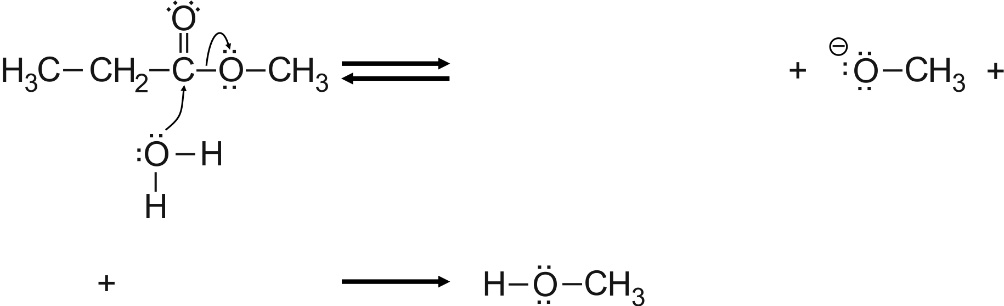 O
H3C – CH2 – C – O – CH3 + ⊖ :O – CH3 +
:O – H
H
+ H – O – CH3